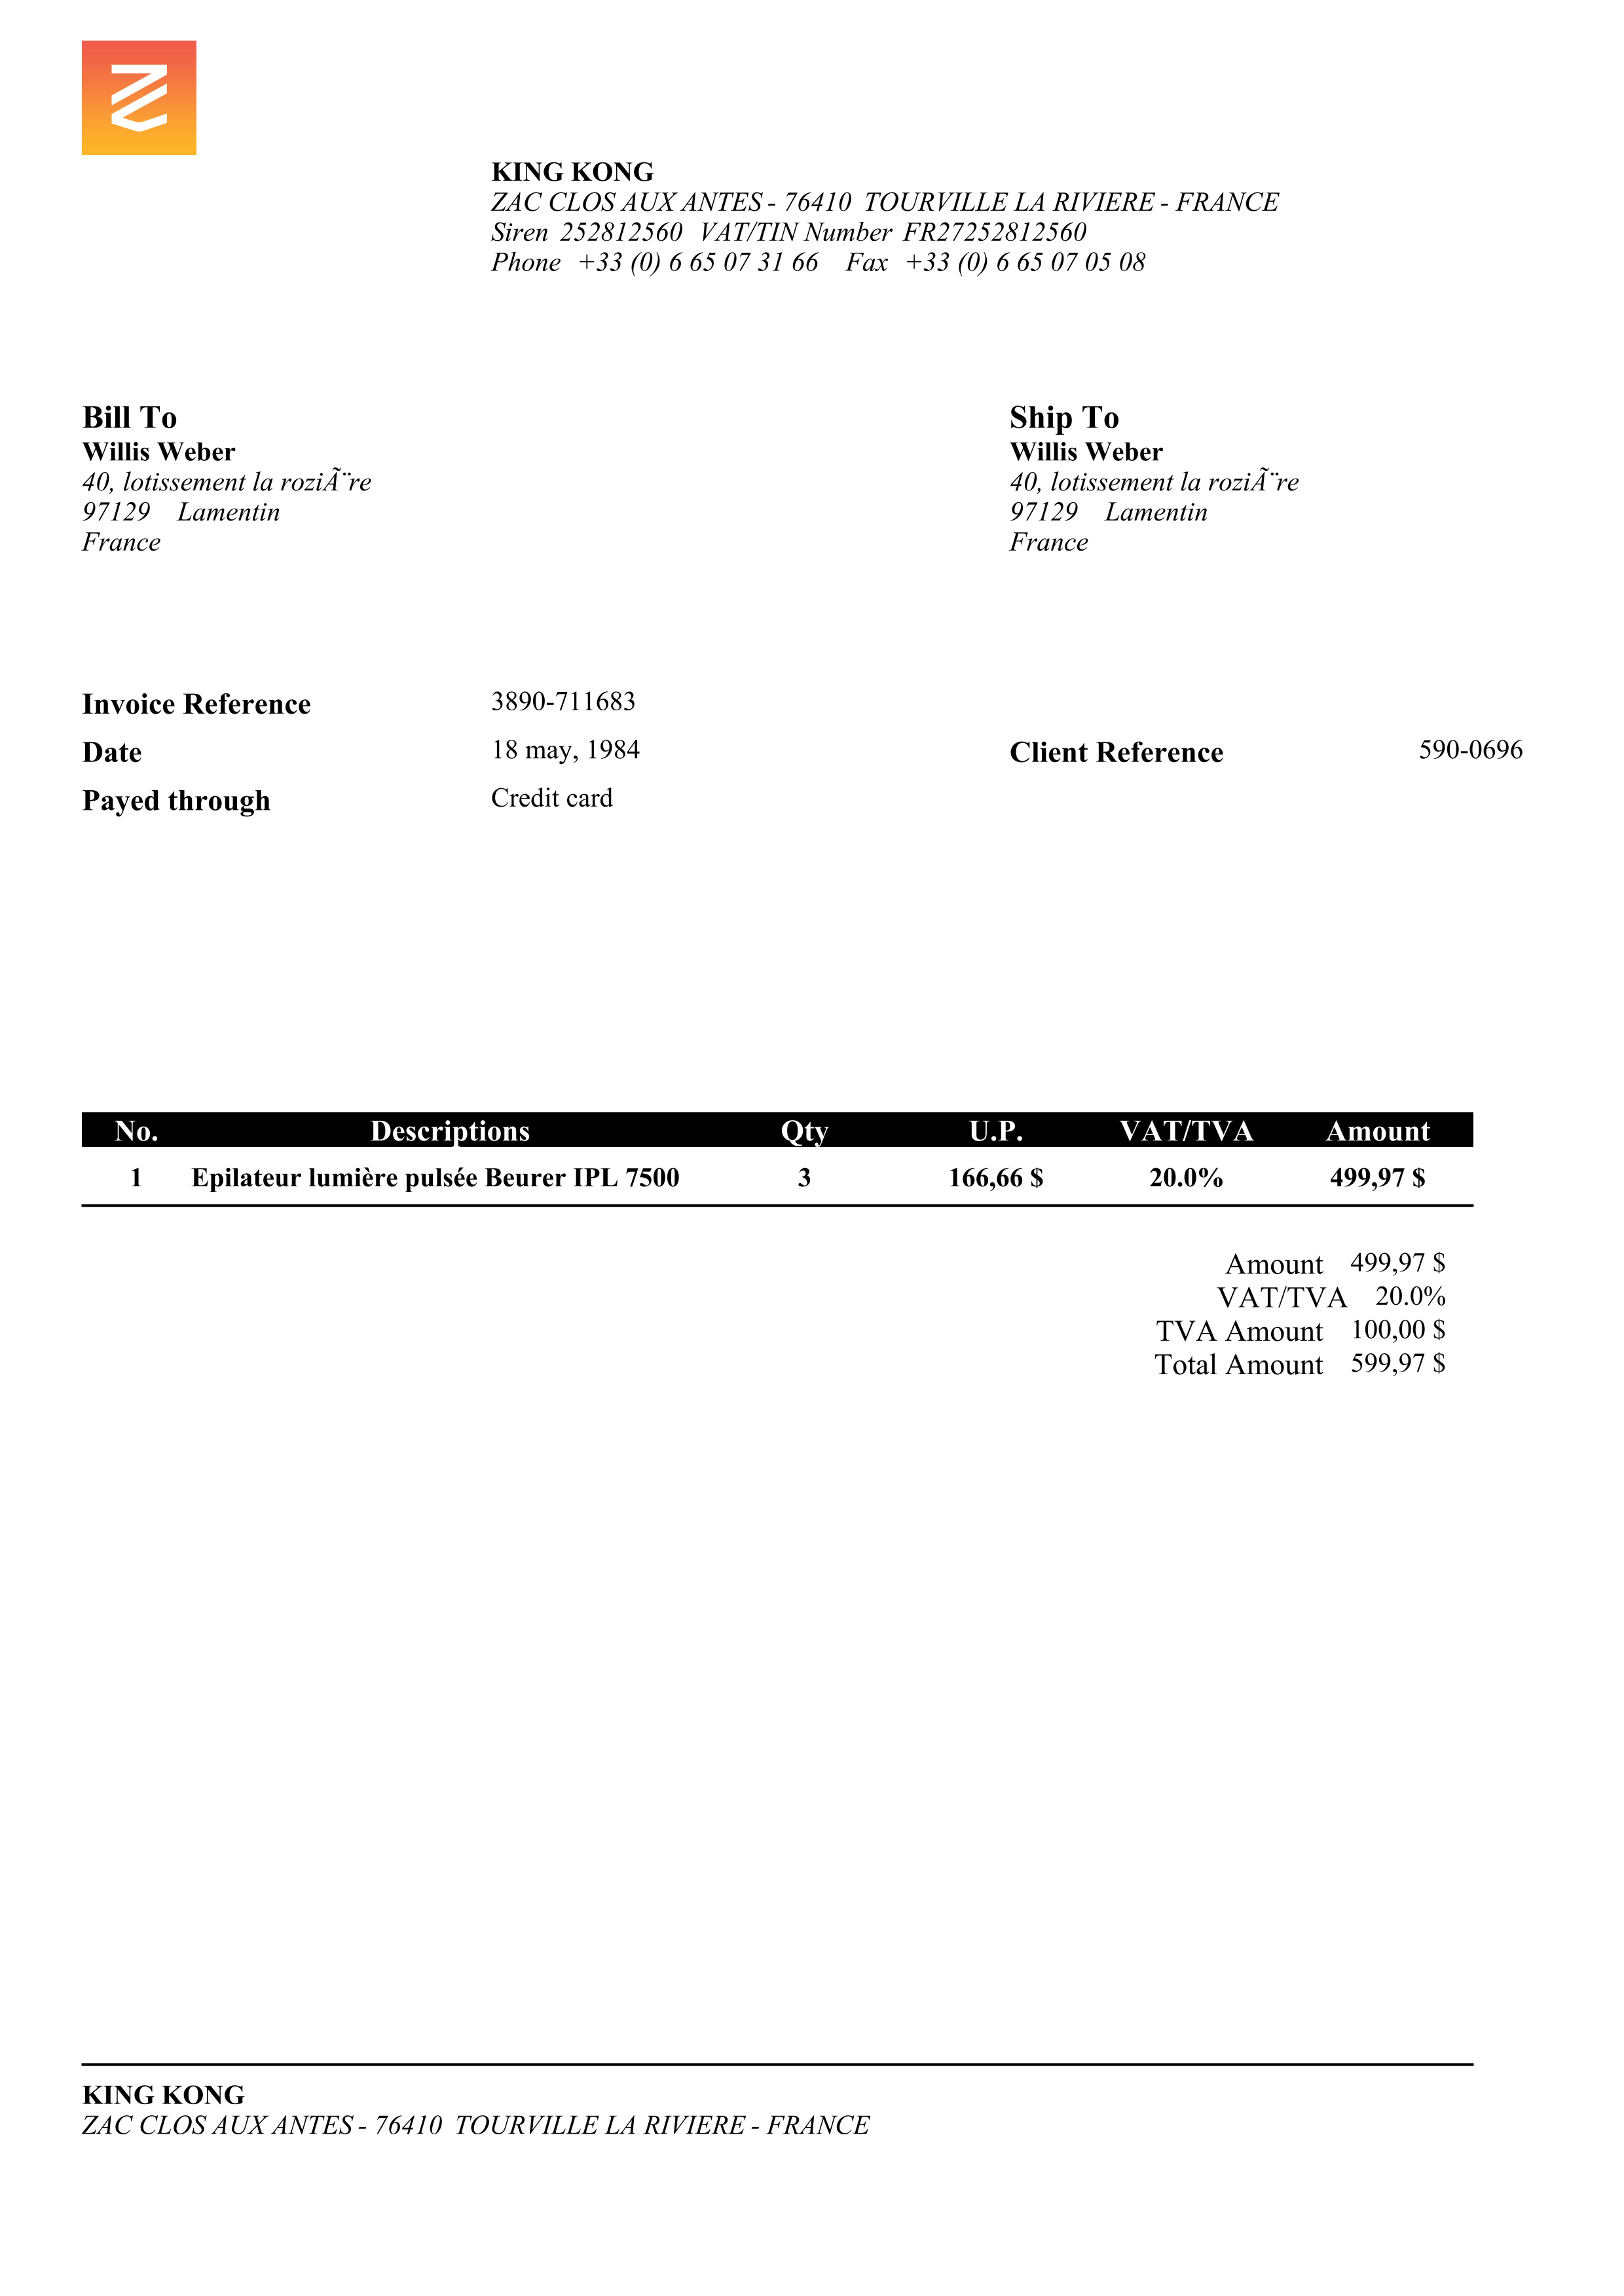 KING KONG
ZAC CLOS AUX ANTES - 76410 TOURVILLE LA RIVIERE - FRANCE
Siren 252812560 VAT/TIN Number FR27252812560
Phone +33 (0) 6 65 07 31 66 Fax +33 (0) 6 65 07 05 08
Bill To
Willis Weber
40, lotissement la roziÃ¨re
97129 Lamentin
France
Ship To
Willis Weber
40, lotissement la roziÃ¨re
97129 Lamentin
France
Invoice Reference 3890-711683
Date 18 may, 1984 Client Reference 590-0696
Payed through Credit card
No. Descriptions Qty U.P. VAT/TVA Amount
1 Epilateur lumière pulsée Beurer IPL 7500 3 166,66 $ 20.0% 499,97 $
Amount 499,97 $
VAT/TVA 20.0%
TVA Amount 100,00 $
Total Amount 599,97 $
KING KONG
ZAC CLOS AUX ANTES - 76410 TOURVILLE LA RIVIERE - FRANCE